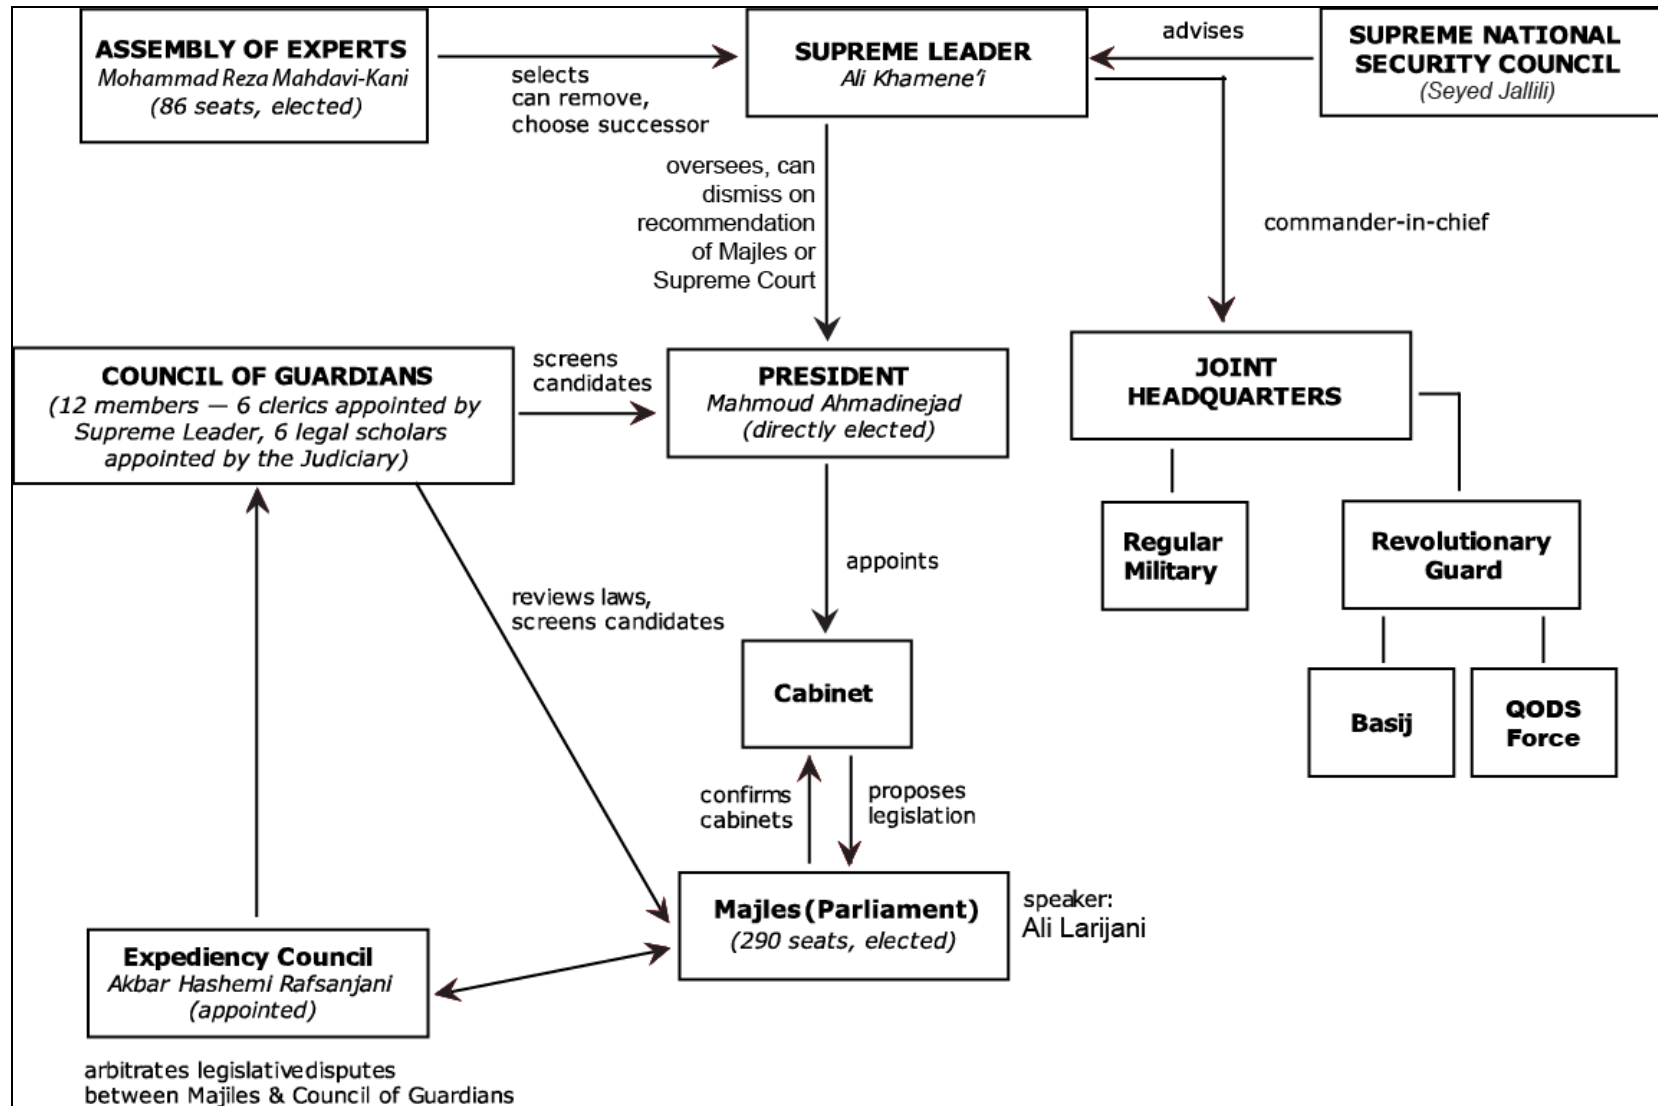 ASSEMBLY OF EXPERTS
Mohammad Reza Mahdavi-Kani
(86 seats, elected)
selects
can remove,
choose successor
SUPREME LEADER
Ali Khamene'i
advises
SUPREME NATIONAL
SECURITY COUNCIL
(Seyed Jallili)
oversees, can
dismiss on
recommendation
of Majles or
Supreme Court
commander-in-chief
COUNCIL OF GUARDIANS
(12 members — 6 clerics appointed by
Supreme Leader, 6 legal scholars
appointed by the Judiciary)
screens
candidates
PRESIDENT
Mahmoud Ahmadinejad
(directly elected)
JOINT
HEADQUARTERS
Regular
Military
Revolutionary
Guard
appoints
reviews laws,
screens candidates
Cabinet
Basij
QODS
Force
confirms
cabinets
proposes
legislation
Majles(Parliament)
(290 seats, elected)
speaker:
Ali Larijani
Expediency Council
Akbar Hashemi Rafsanjani
(appointed)
arbitrates legislativedisputes
between Majiles & Council of Guardians